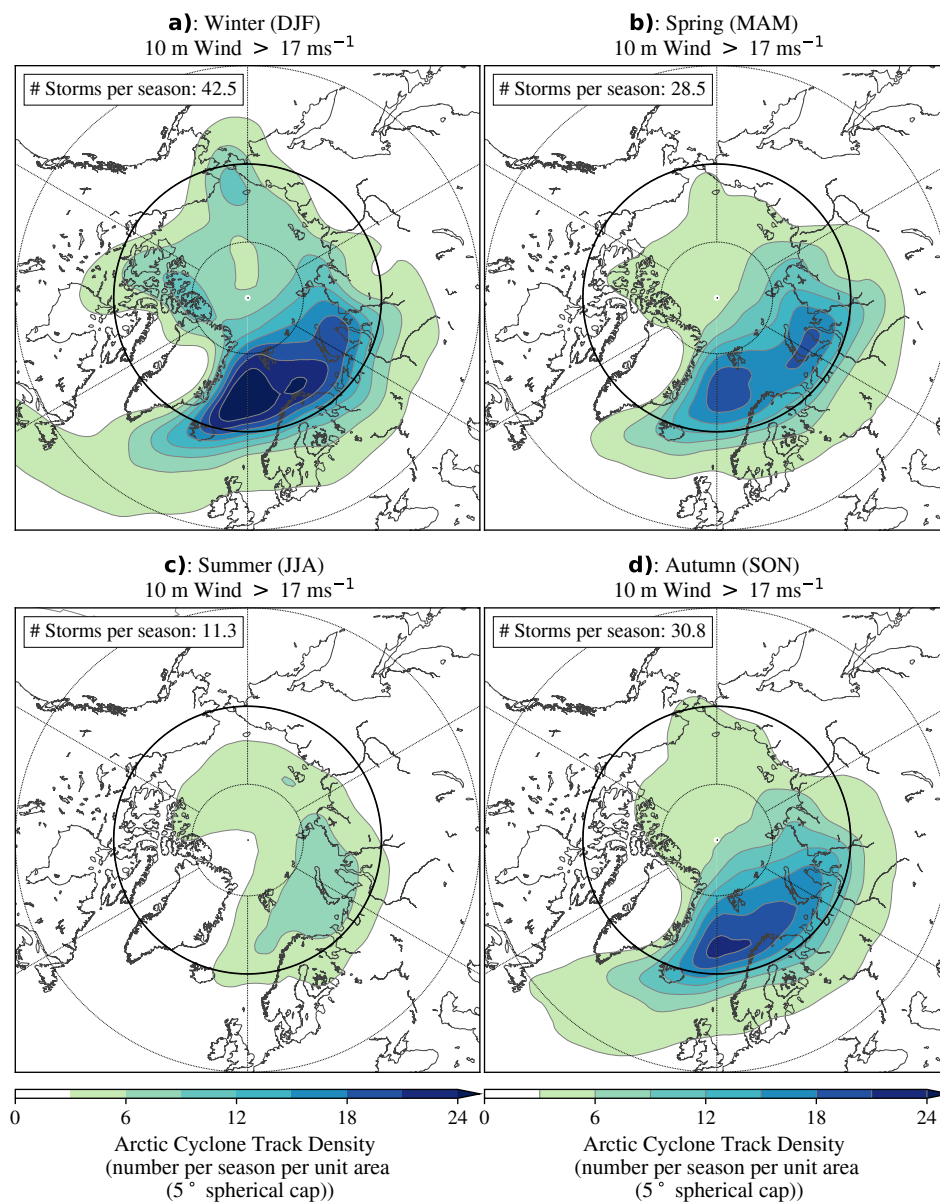 a): Winter (DJF)
10 m Wind > 17 ms⁻¹
# Storms per season: 42.5
b): Spring (MAM)
10 m Wind > 17 ms⁻¹
# Storms per season: 28.5
c): Summer (JJA)
10 m Wind > 17 ms⁻¹
# Storms per season: 11.3
d): Autumn (SON)
10 m Wind > 17 ms⁻¹
# Storms per season: 30.8
0 6 12 18 24
Arctic Cyclone Track Density
(number per season per unit area
(5° spherical cap))
0 6 12 18 24
Arctic Cyclone Track Density
(number per season per unit area
(5° spherical cap))